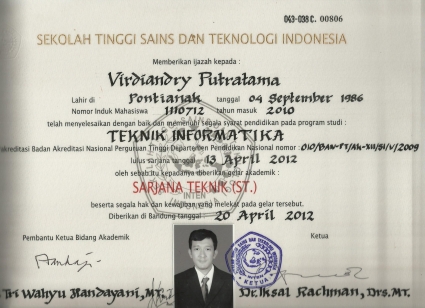 043-038 C. 00806
SEKOLAH TINGGI SAINS DAN TEKNOLOGI INDONESIA
Memberikan ijazah kepada :
Virdiandry Putratama
Lahir di Pontianak tanggal 04 September 1986
Nomor Induk Mahasiswa 1110712 tahun masuk 2010
telah menyelesaikan dengan baik dan memenuhi segala syarat pendidikan pada program studi :
TEKNIK INFORMATIKA
akreditasi Badan Akreditasi Nasional Perguruan Tinggi Departemen Pendidikan Nasional nomor : 010/BAN-PT/Ak-XII/S1/V/2009
lulus sarjana tanggal : 13 April 2012
oleh sebab itu kepadanya diberikan gelar akademik :
SARJANA TEKNIK (ST.)
beserta segala hak dan kewajiban yang melekat pada gelar tersebut.
Diberikan di Bandung tanggal : 20 April 2012
Pembantu Ketua Bidang Akademik
Ketua
Tri Wahyu Handayani, MT.
Dr. Iksal Rachman, Drs. MT.
INTEN
KETUA